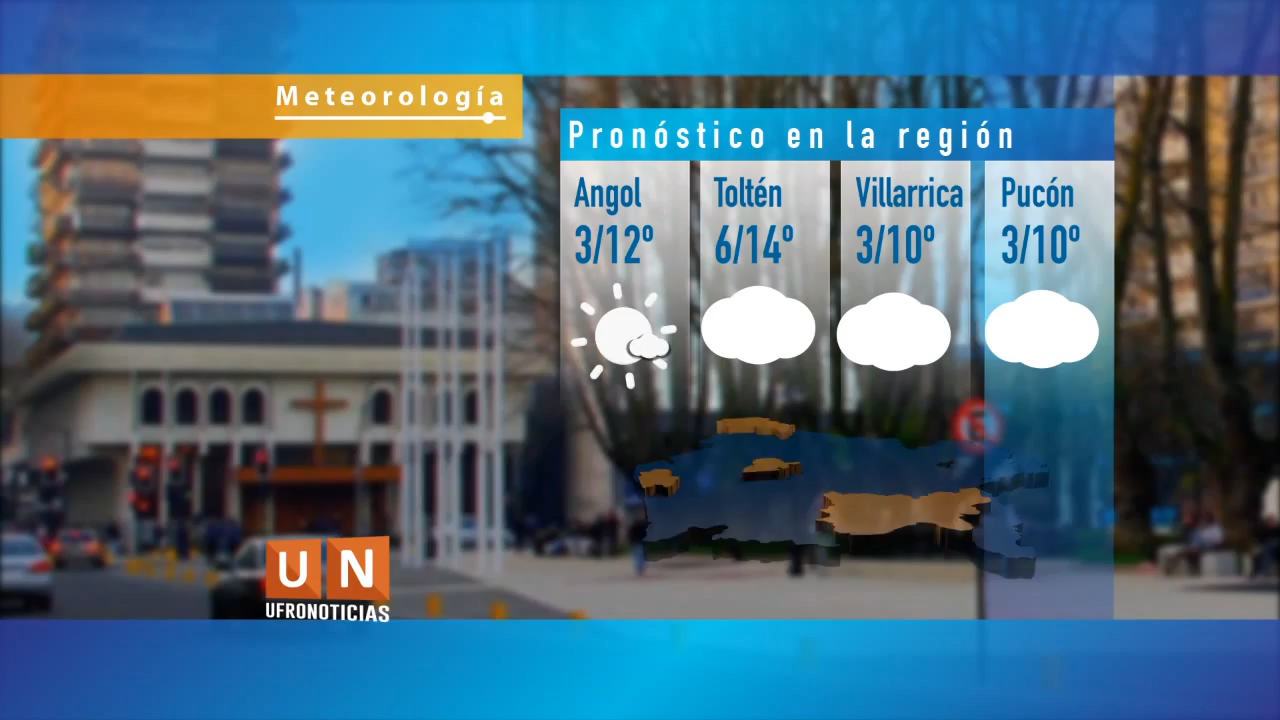 Meteorología
Pronóstico en la región
Angol
3/12º
Toltén
6/14º
Villarrica
3/10º
Pucón
3/10º
UN
UFRONOTICIAS